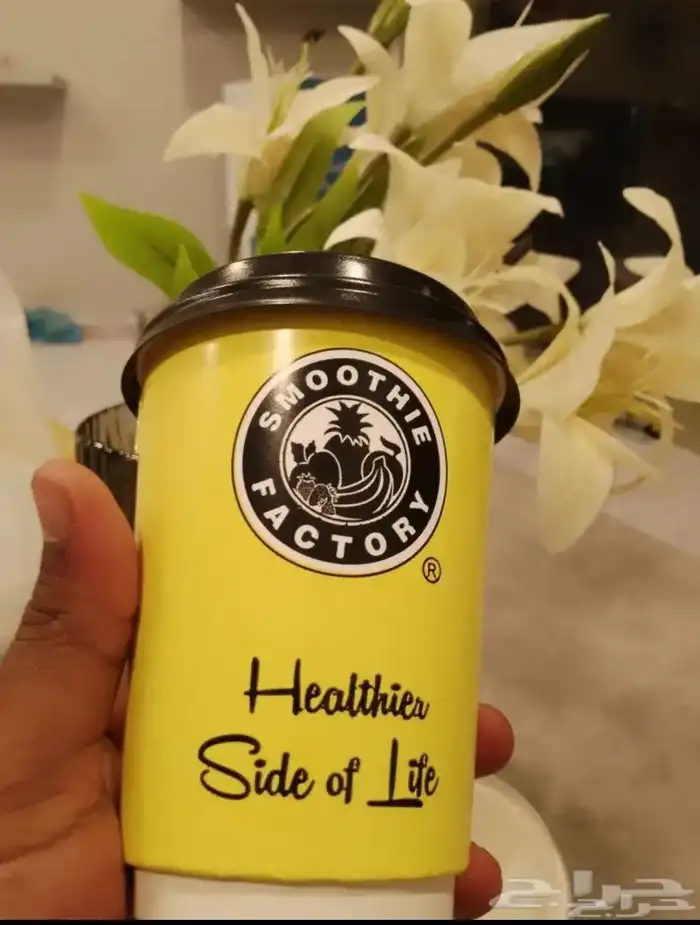 SMOOTHIE
FACTORY
®
Healthier
Side of Life
حراج